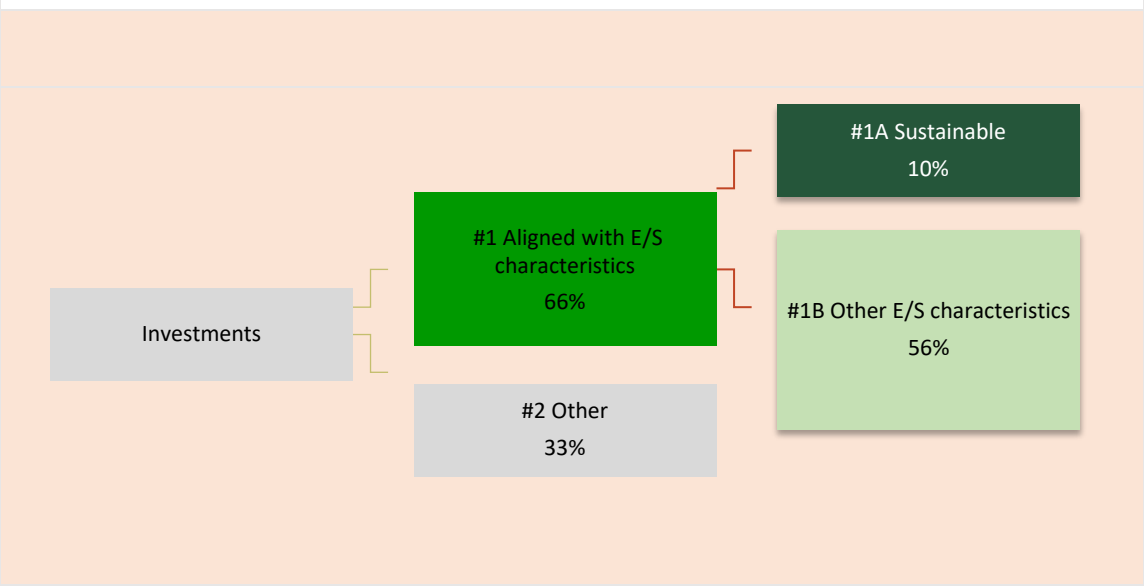 Investments
#1 Aligned with E/S
characteristics
66%
#2 Other
33%
#1A Sustainable
10%
#1B Other E/S characteristics
56%